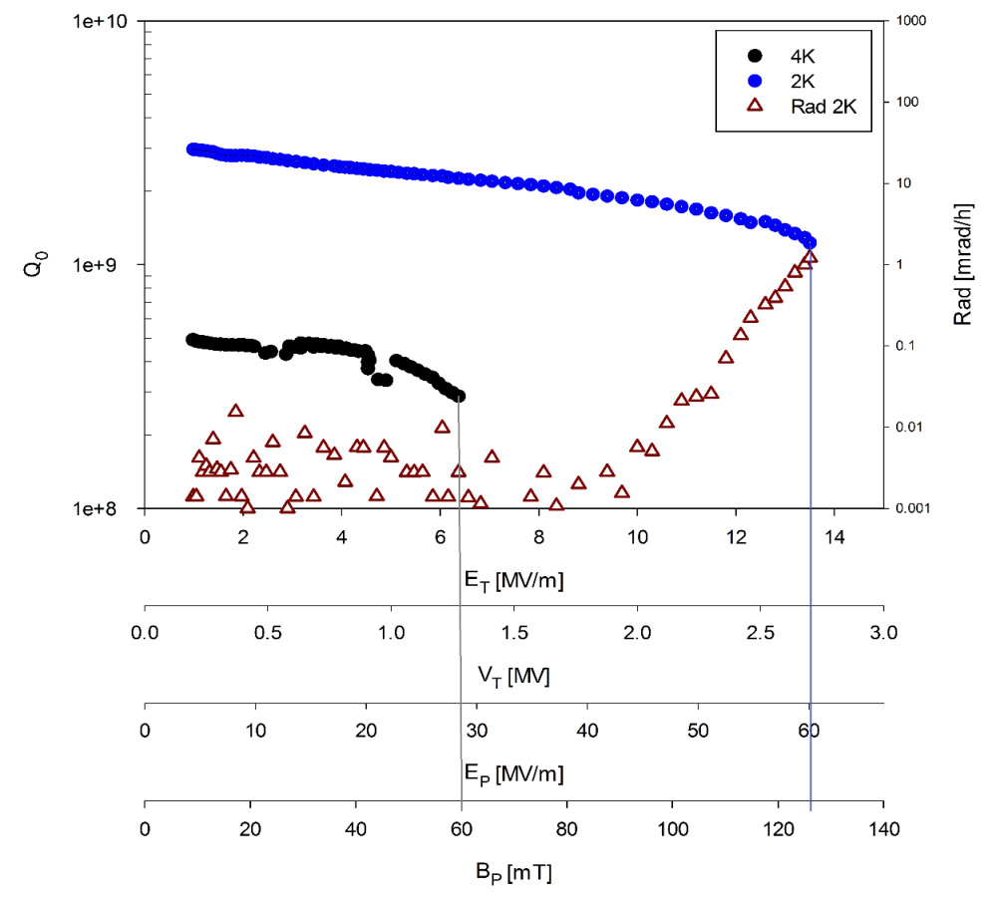 1e+10
1e+9
1e+8
Q0
1000
100
10
1
0.1
0.01
0.001
Rad [mrad/h]
4K
2K
Rad 2K
0 2 4 6 8 10 12 14
ET [MV/m]
0.0 0.5 1.0 1.5 2.0 2.5 3.0
VT [MV]
0 10 20 30 40 50 60
EP [MV/m]
0 20 40 60 80 100 120 140
BP [mT]